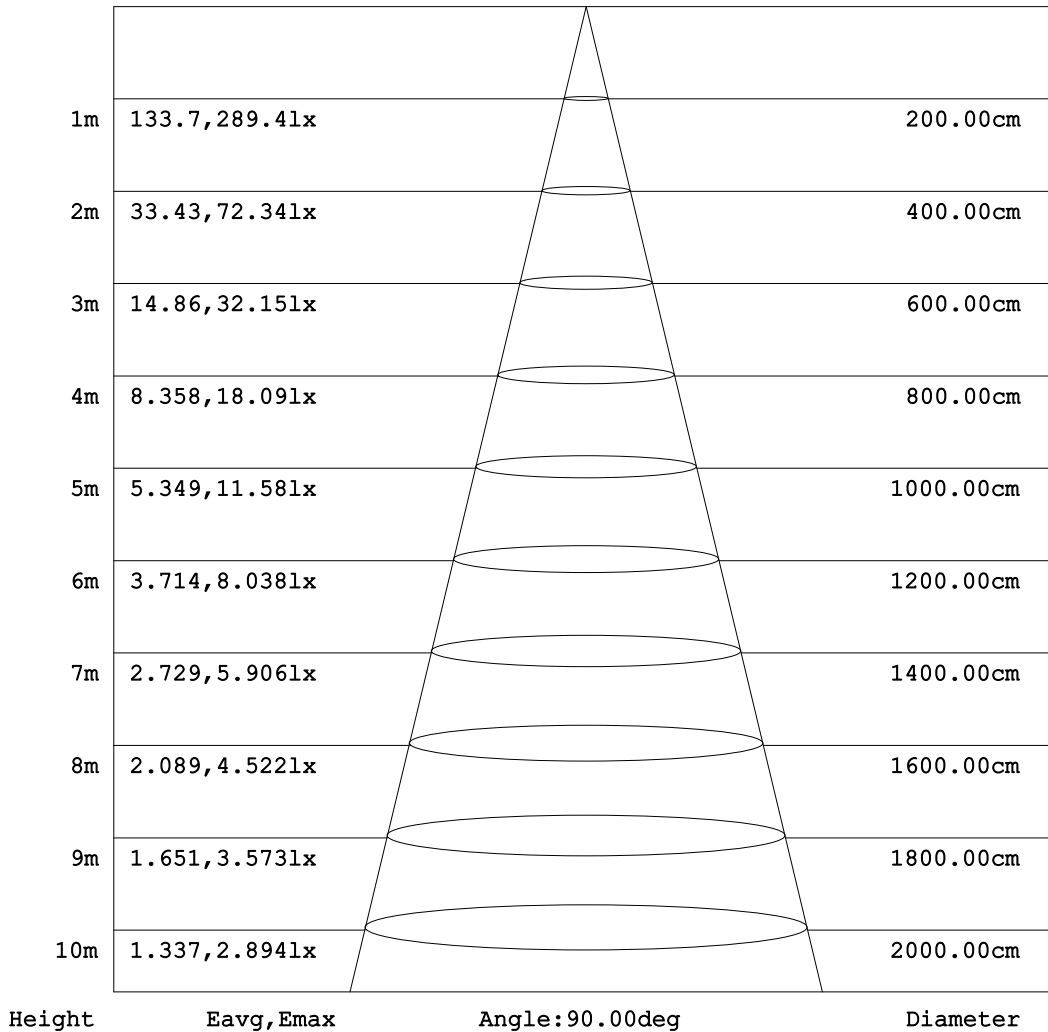 1m 133.7,289.4lx 200.00cm
2m 33.43,72.34lx 400.00cm
3m 14.86,32.15lx 600.00cm
4m 8.358,18.09lx 800.00cm
5m 5.349,11.58lx 1000.00cm
6m 3.714,8.038lx 1200.00cm
7m 2.729,5.906lx 1400.00cm
8m 2.089,4.522lx 1600.00cm
9m 1.651,3.573lx 1800.00cm
10m 1.337,2.894lx 2000.00cm
Height Eavg,Emax Angle:90.00deg Diameter